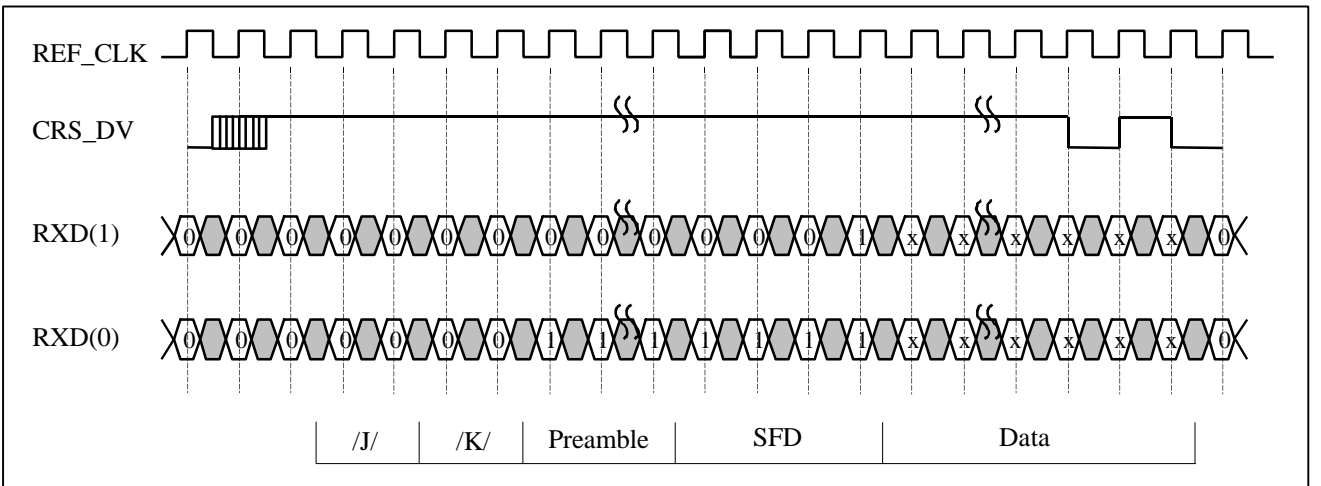 REF_CLK
CRS_DV
RXD(1) 0 0 0 0 0 0 0 0 0 0 0 0 0 1 x x x x x x 0
RXD(0) 0 0 0 0 0 0 0 1 1 1 1 1 1 1 x x x x x x 0
/J/ /K/ Preamble SFD Data